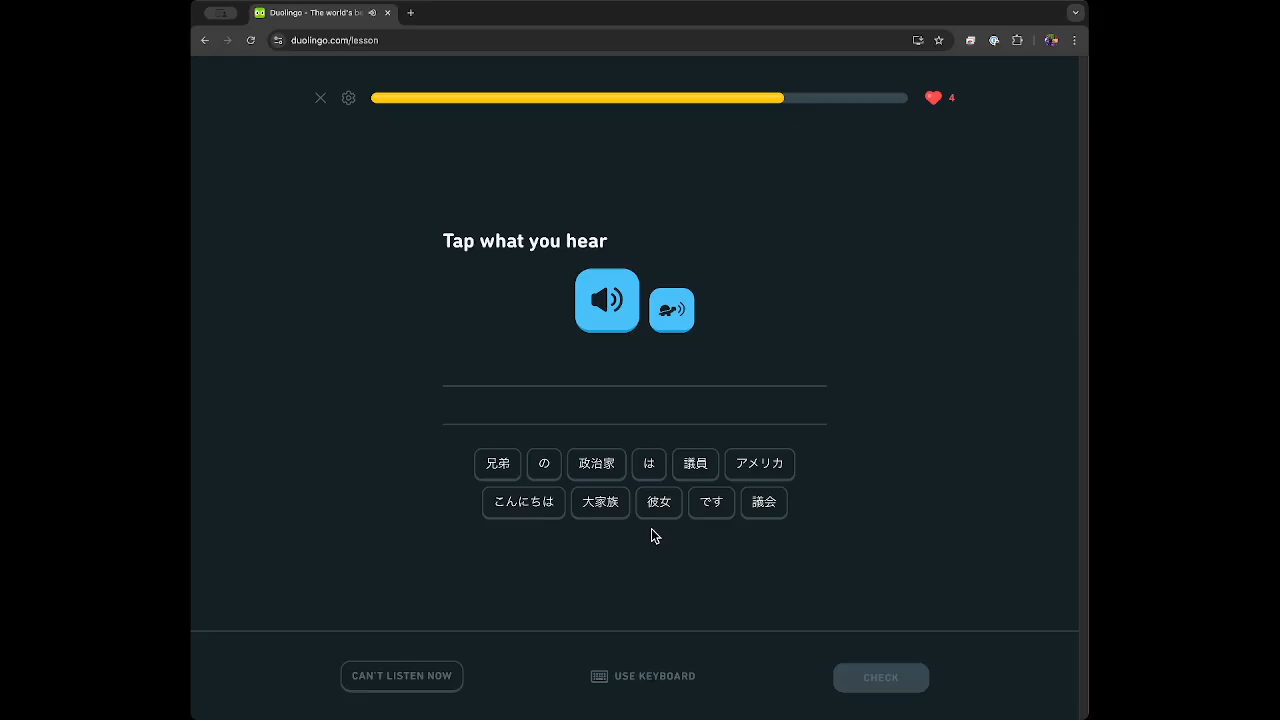 Duolingo - The world's be
duolingo.com/lesson
4
Tap what you hear
兄弟 の 政治家 は 議員 アメリカ
こんにちは 大家族 彼女 です 議会
CAN'T LISTEN NOW USE KEYBOARD CHECK